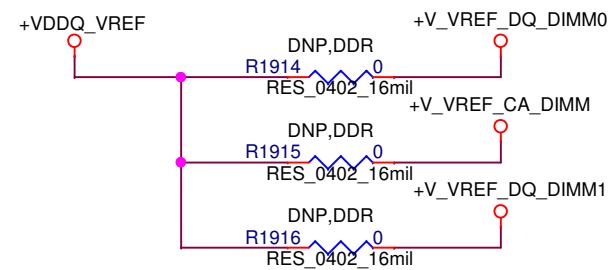 +VDDQ_VREF
+V_VREF_DQ_DIMM0
DNP,DDR
R1914 0
RES_0402_16mil
+V_VREF_CA_DIMM
DNP,DDR
R1915 0
RES_0402_16mil
+V_VREF_DQ_DIMM1
DNP,DDR
R1916 0
RES_0402_16mil